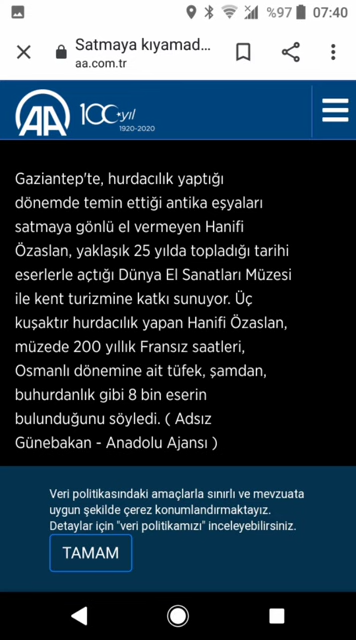 %97 07:40
Satmaya kıyamad...
aa.com.tr
AA 100.yıl
1920-2020
Gaziantep'te, hurdacılık yaptığı
dönemde temin ettiği antika eşyaları
satmaya gönlü el vermeyen Hanifi
Özaslan, yaklaşık 25 yılda topladığı tarihi
eserlerle açtığı Dünya El Sanatları Müzesi
ile kent turizmine katkı sunuyor. Üç
kuşaktır hurdacılık yapan Hanifi Özaslan,
müzede 200 yıllık Fransız saatleri,
Osmanlı dönemine ait tüfek, şamdan,
buhurdanlık gibi 8 bin eserin
bulunduğunu söyledi. ( Adsız
Günebakan - Anadolu Ajansı )
Veri politikasındaki amaçlarla sınırlı ve mevzuata
uygun şekilde çerez konumlandırmaktayız.
Detaylar için "veri politikamızı" inceleyebilirsiniz.
TAMAM